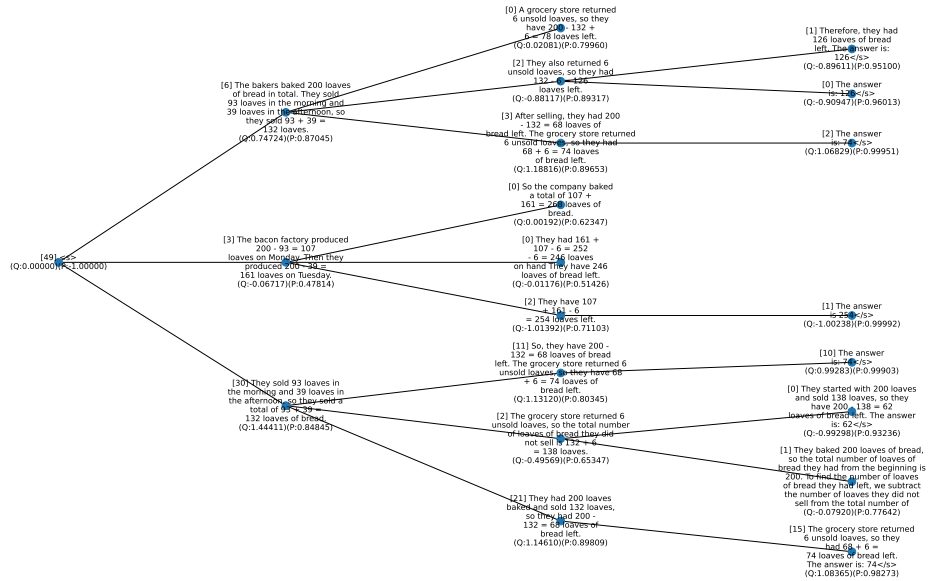 [49] <s>
(Q:0.00000)(P:-1.00000)
[6] The bakers baked 200 loaves
of bread in total. They sold
93 loaves in the morning and
39 loaves in the afternoon, so
they sold 93 + 39 =
132 loaves.
(Q:0.74724)(P:0.87045)
[3] The bacon factory produced
200 - 93 = 107
loaves on Monday. Then they
produced 200 - 39 =
161 loaves on Tuesday.
(Q:-0.06717)(P:0.47814)
[30] They sold 93 loaves in
the morning and 39 loaves in
the afternoon, so they sold a
total of 93 + 39 =
132 loaves of bread.
(Q:1.44411)(P:0.84845)
[0] A grocery store returned
6 unsold loaves, so they
have 200 - 132 +
6 = 78 loaves left.
(Q:0.02081)(P:0.79960)
[2] They also returned 6
unsold loaves, so they had
132 - 6 = 126
loaves left.
(Q:-0.88117)(P:0.89317)
[3] After selling, they had 200
- 132 = 68 loaves of
bread left. The grocery store returned
6 unsold loaves, so they had
68 + 6 = 74 loaves
of bread left.
(Q:1.18816)(P:0.89653)
[0] So the company baked
a total of 107 +
161 = 268 loaves of
bread.
(Q:0.00192)(P:0.62347)
[0] They had 161 +
107 - 6 = 252
- 6 = 246 loaves
on hand They have 246
loaves of bread left.
(Q:-0.01176)(P:0.51426)
[2] They have 107
+ 161 - 6
= 254 loaves left.
(Q:-1.01392)(P:0.71103)
[11] So, they have 200 -
132 = 68 loaves of bread
left. The grocery store returned 6
unsold loaves, so they have 68
+ 6 = 74 loaves of
bread left.
(Q:1.13120)(P:0.80345)
[2] The grocery store returned 6
unsold loaves, so the total number
of loaves of bread they did
not sell is 132 + 6
= 138 loaves.
(Q:-0.49569)(P:0.65347)
[21] They had 200 loaves
baked and sold 132 loaves,
so they had 200 -
132 = 68 loaves of
bread left.
(Q:1.14610)(P:0.89809)
[1] Therefore, they had
126 loaves of bread
left. The answer is:
126</s>
(Q:-0.89611)(P:0.95100)
[0] The answer
is: 126</s>
(Q:-0.90947)(P:0.96013)
[2] The answer
is: 74</s>
(Q:1.06829)(P:0.99951)
[1] The answer
is 254</s>
(Q:-1.00238)(P:0.99992)
[10] The answer
is: 74</s>
(Q:0.99283)(P:0.99903)
[0] They started with 200 loaves
and sold 138 loaves, so they
have 200 - 138 = 62
loaves of bread left. The answer
is: 62</s>
(Q:-0.99298)(P:0.93236)
[1] They baked 200 loaves of bread,
so the total number of loaves of
bread they had from the beginning is
200. To find the number of loaves
of bread they had left, we subtract
the number of loaves they did not
sell from the total number of
(Q:-0.07920)(P:0.77642)
[15] The grocery store returned
6 unsold loaves, so they
had 68 + 6 =
74 loaves of bread left.
The answer is: 74</s>
(Q:1.08365)(P:0.98273)